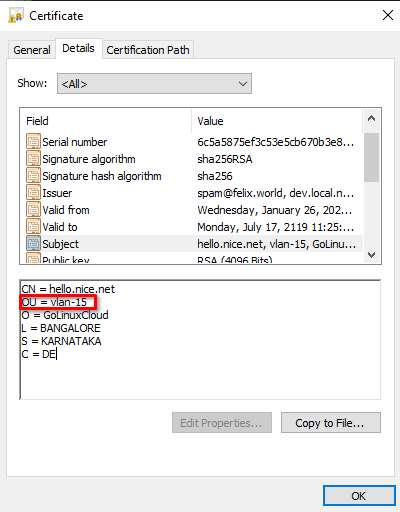 Certificate
General Details Certification Path
Show: <All>
Field Value
Serial number 6c5a5875ef3c53e5cb670b3e8...
Signature algorithm sha256RSA
Signature hash algorithm sha256
Issuer spam@felix.world, dev.local.n...
Valid from Wednesday, January 26, 202...
Valid to Monday, July 17, 2119 11:25:...
Subject hello.nice.net, vlan-15, GoLinux...
Public key RSA (4096 Bits)
CN = hello.nice.net
OU = vlan-15
O = GoLinuxCloud
L = BANGALORE
S = KARNATAKA
C = DE
Edit Properties... Copy to File...
OK